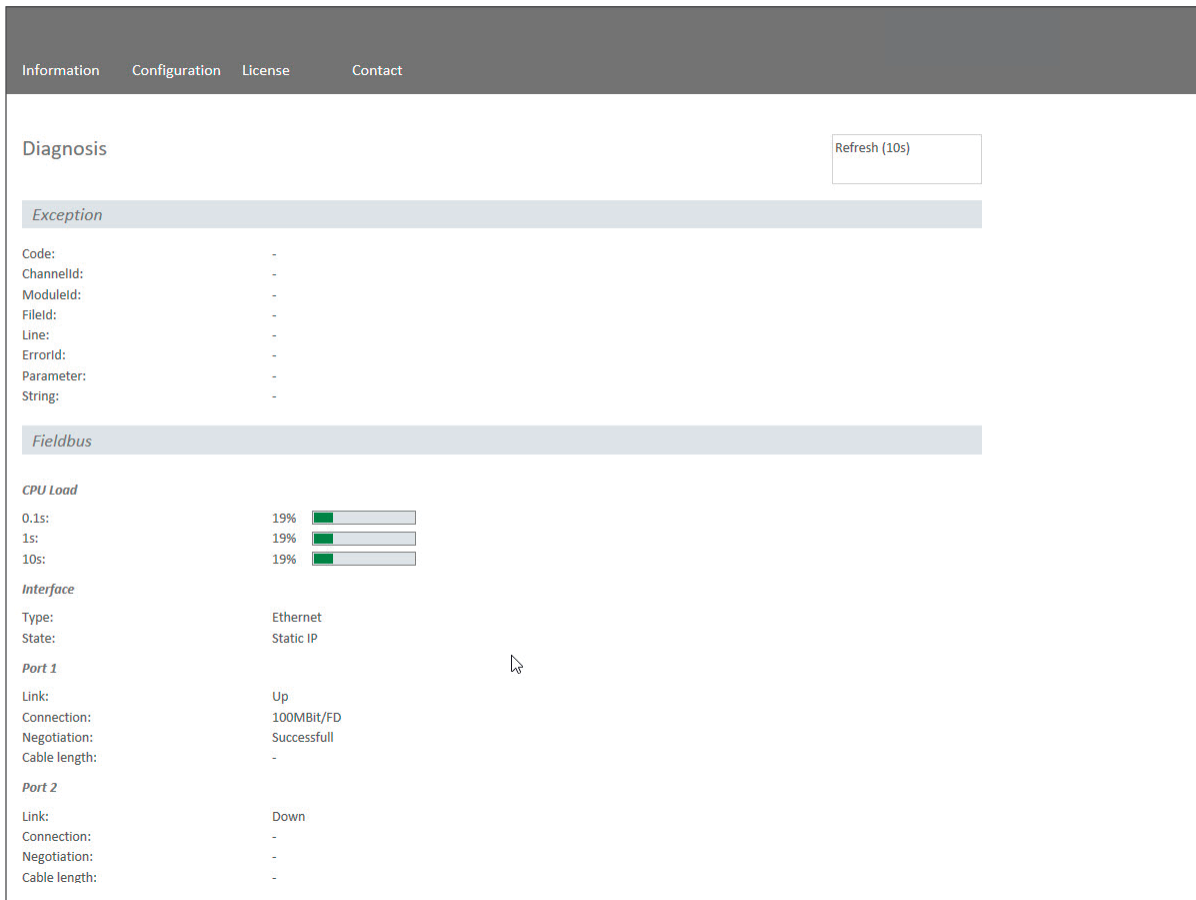 Information Configuration License Contact
Diagnosis
Refresh (10s)
Exception
Code: -
ChannelId: -
ModuleId: -
FileId: -
Line: -
ErrorId: -
Parameter: -
String: -
Fieldbus
CPU Load
0.1s: 19%
1s: 19%
10s: 19%
Interface
Type: Ethernet
State: Static IP
Port 1
Link: Up
Connection: 100MBit/FD
Negotiation: Successfull
Cable length: -
Port 2
Link: Down
Connection: -
Negotiation: -
Cable length: -